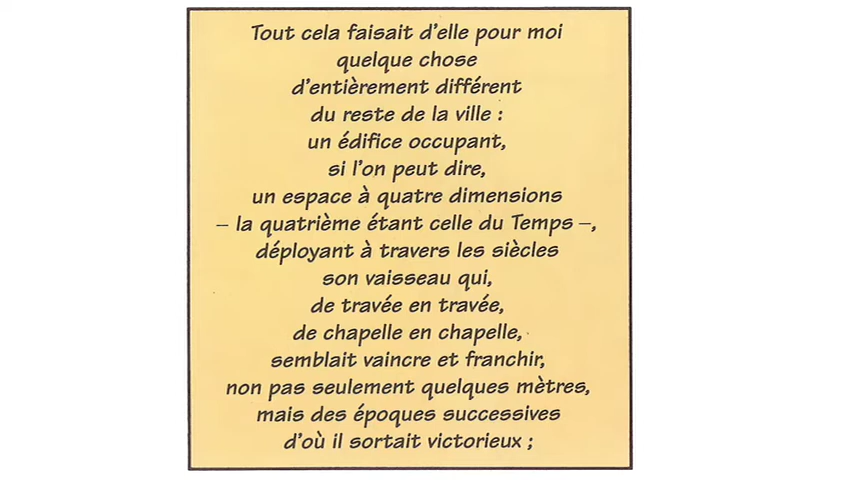 Tout cela faisait d'elle pour moi
quelque chose
d'entièrement différent
du reste de la ville :
un édifice occupant,
si l'on peut dire,
un espace à quatre dimensions
– la quatrième étant celle du Temps –,
déployant à travers les siècles
son vaisseau qui,
de travée en travée,
de chapelle en chapelle,
semblait vaincre et franchir,
non pas seulement quelques mètres,
mais des époques successives
d'où il sortait victorieux ;